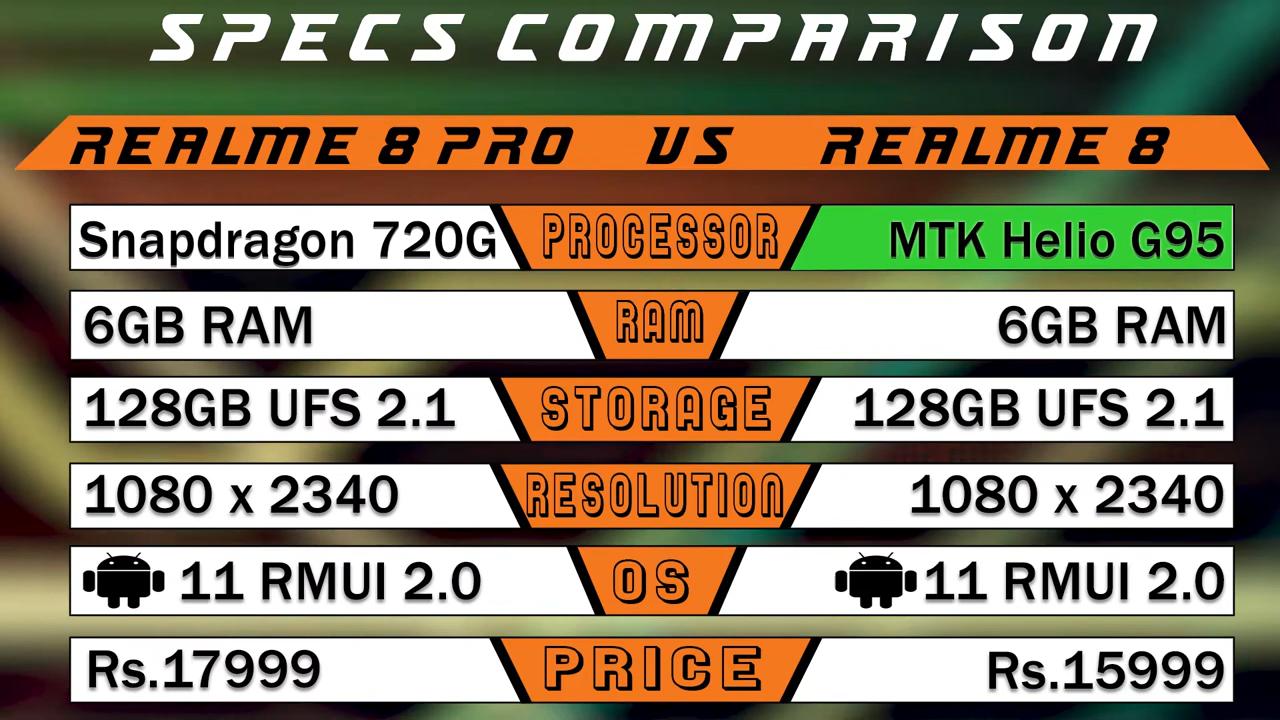 SPECS COMPARISON
REALME 8 PRO VS REALME 8
Snapdragon 720G PROCESSOR MTK Helio G95
6GB RAM RAM 6GB RAM
128GB UFS 2.1 STORAGE 128GB UFS 2.1
1080 x 2340 RESOLUTION 1080 x 2340
11 RMUI 2.0 OS 11 RMUI 2.0
Rs.17999 PRICE Rs.15999